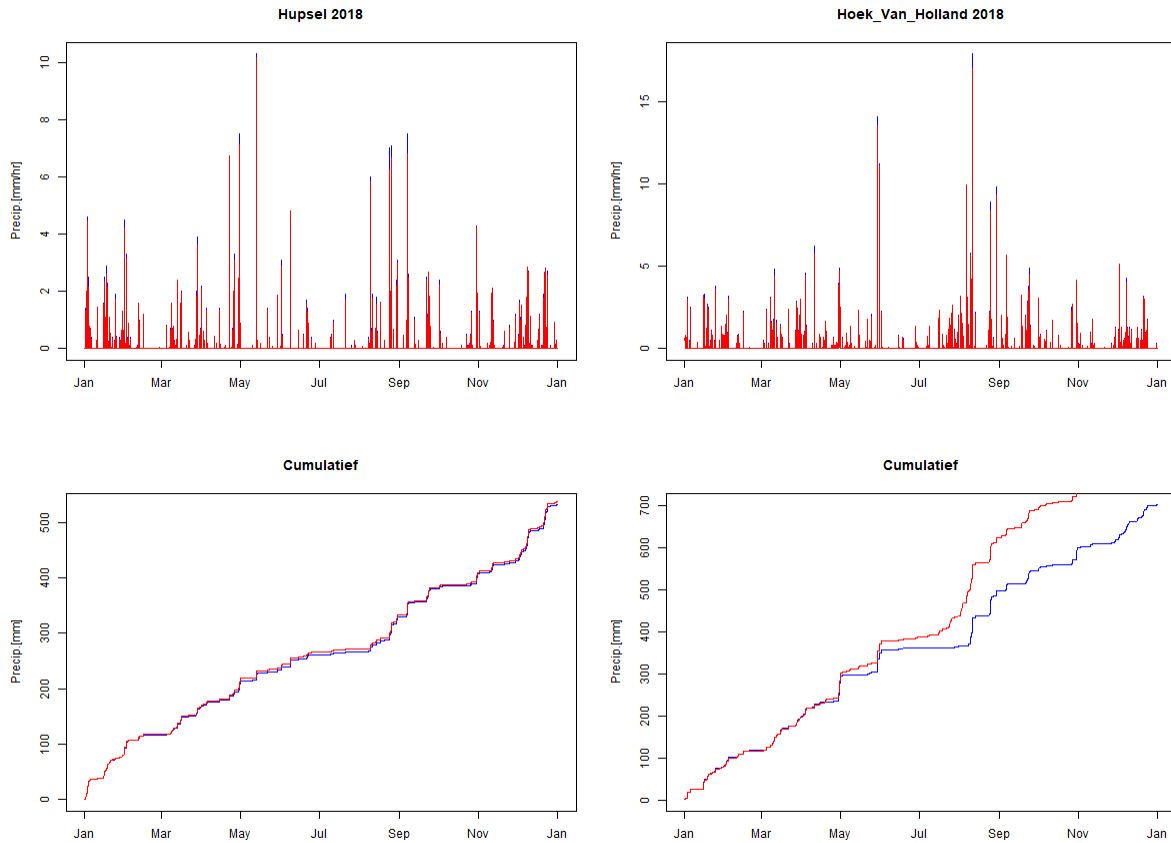 Hupsel 2018
Precip.[mm/hr]
10
8
6
4
2
0
Jan Mar May Jul Sep Nov Jan
Hoek_Van_Holland 2018
Precip.[mm/hr]
15
10
5
0
Jan Mar May Jul Sep Nov Jan
Cumulatief
Precip.[mm]
500
400
300
200
100
0
Jan Mar May Jul Sep Nov Jan
Cumulatief
Precip.[mm]
700
600
500
400
300
200
100
0
Jan Mar May Jul Sep Nov Jan